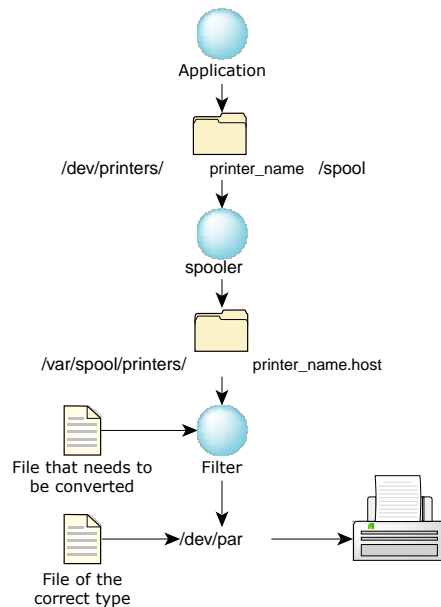 Application
/dev/printers/ printer_name /spool
spooler
/var/spool/printers/ printer_name.host
File that needs to
be converted
Filter
/dev/par
File of the
correct type